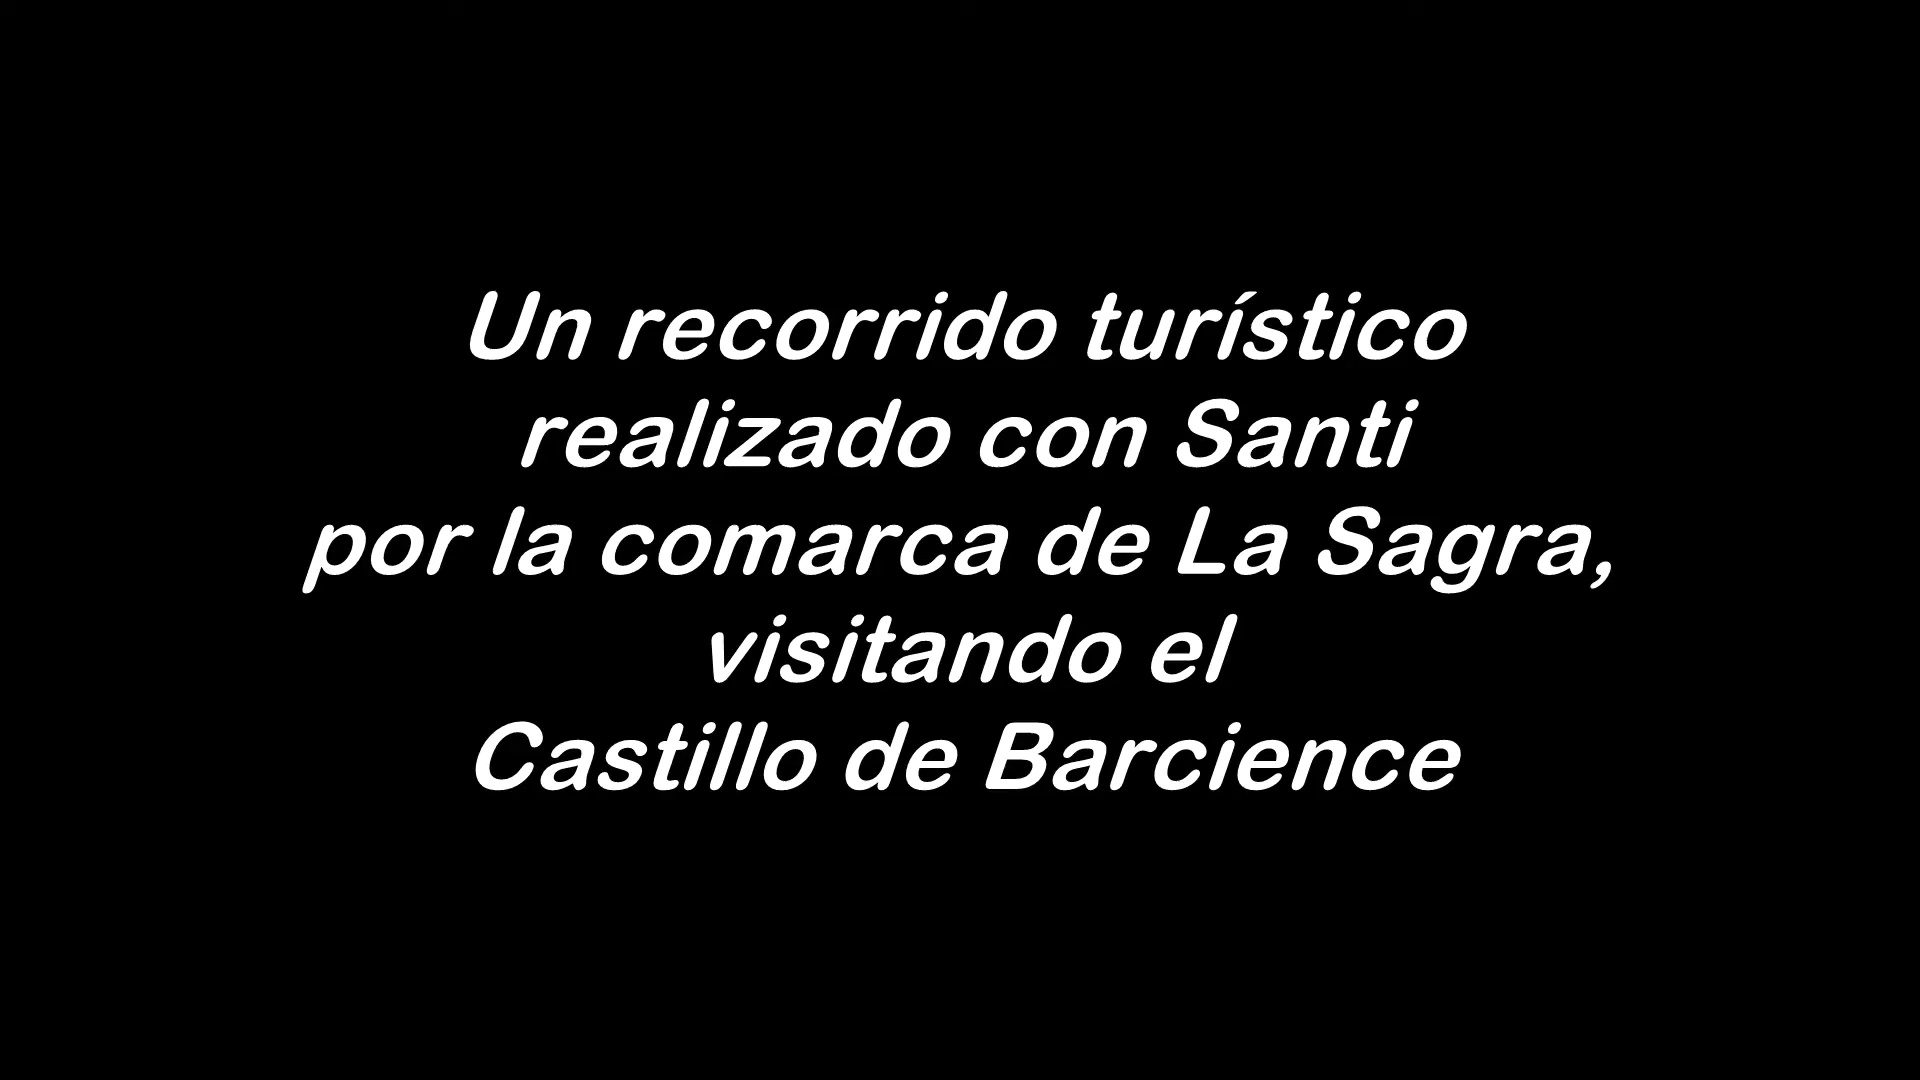 Un recorrido turístico
realizado con Santi
por la comarca de La Sagra,
visitando el
Castillo de Barcience